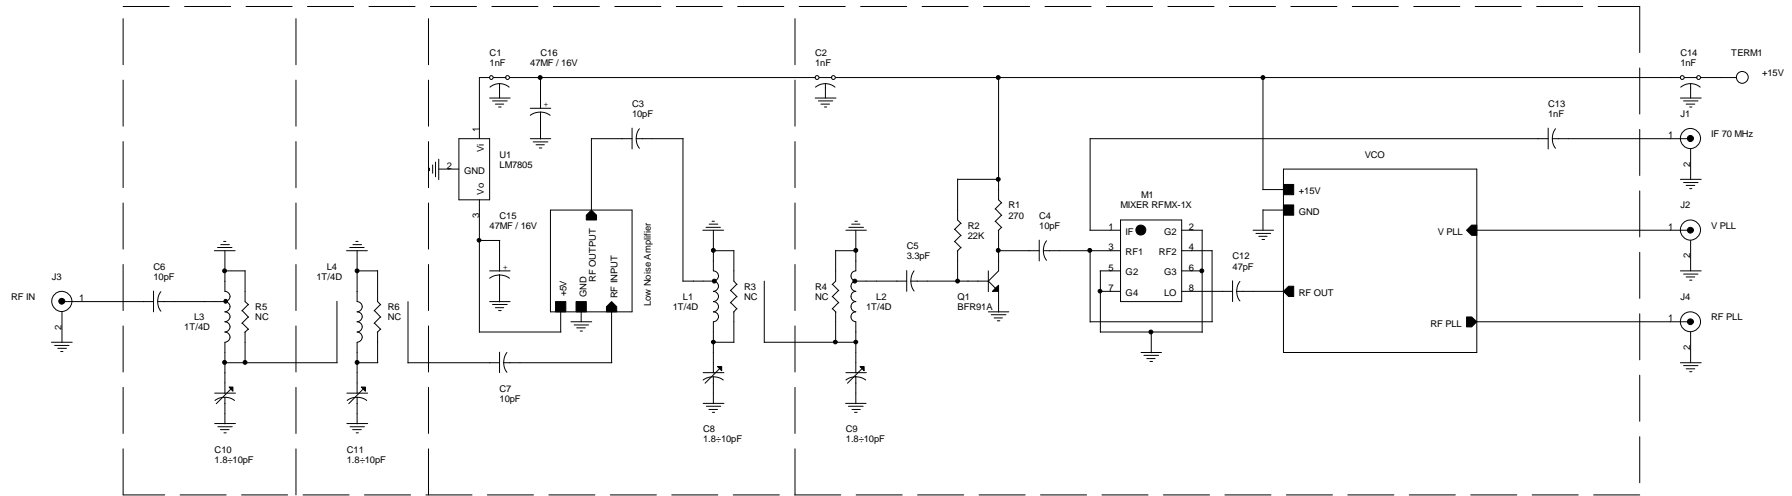 C1
1nF
C16
47MF / 16V
C2
1nF
C14
1nF
TERM1
+15V
C3
10pF
C13
1nF
J1
1
IF 70 MHz
2
1
Vi
U1
LM7805
2
GND
Vo
3
VCO
C15
47MF / 16V
RF OUTPUT
+5V
GND
RF INPUT
Low Noise Amplifier
R2
22K
R1
270
C4
10pF
M1
MIXER RFMX-1X
1
IF
G2
2
3
RF1
RF2
4
5
G2
G3
6
7
G4
LO
8
C12
47pF
+15V
GND
V PLL
RF OUT
RF PLL
J2
1
V PLL
2
J4
1
RF PLL
2
J3
RF IN
1
2
C6
10pF
L3
1T/4D
R5
NC
L4
1T/4D
R6
NC
L1
1T/4D
R3
NC
R4
NC
L2
1T/4D
C5
3.3pF
Q1
BFR91A
C7
10pF
C10
1.8÷10pF
C11
1.8÷10pF
C8
1.8÷10pF
C9
1.8÷10pF